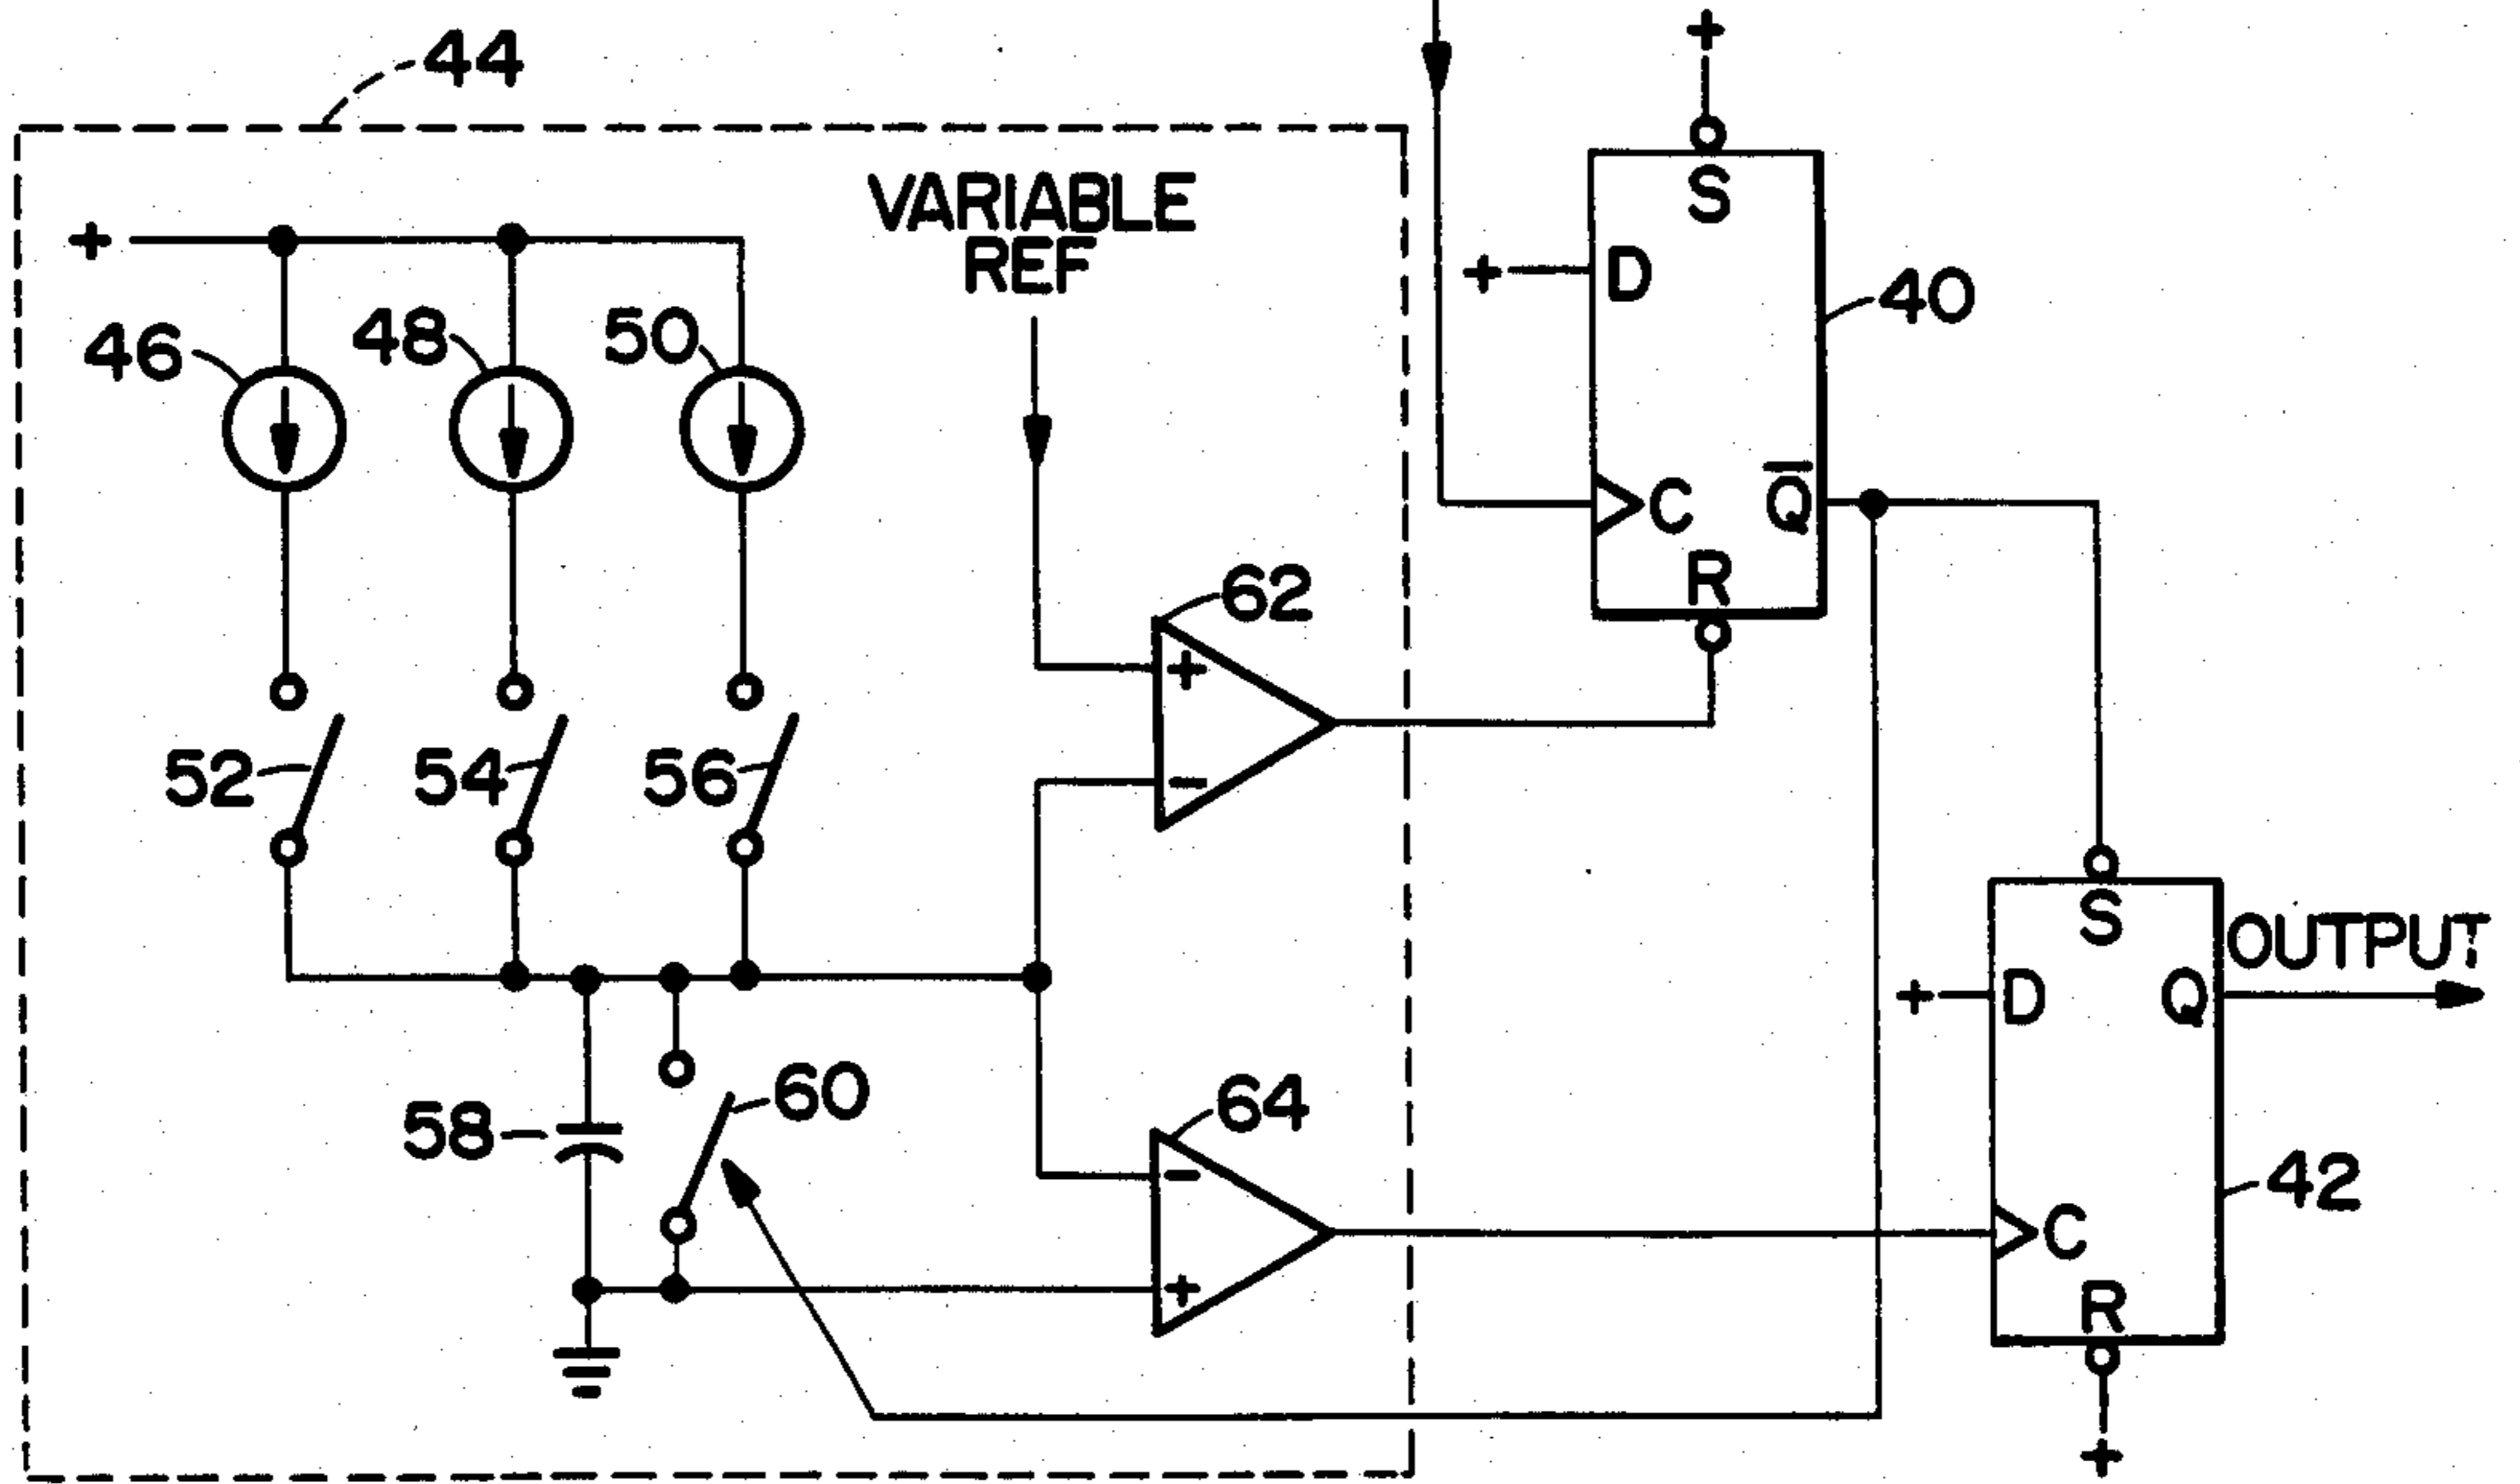 44
+
VARIABLE
REF
+
S
+
D
40
46
48
50
C
Q̅
R
62
+
-
52
54
56
S
OUTPUT
+
D
Q
58
60
64
-
+
42
C
R
+